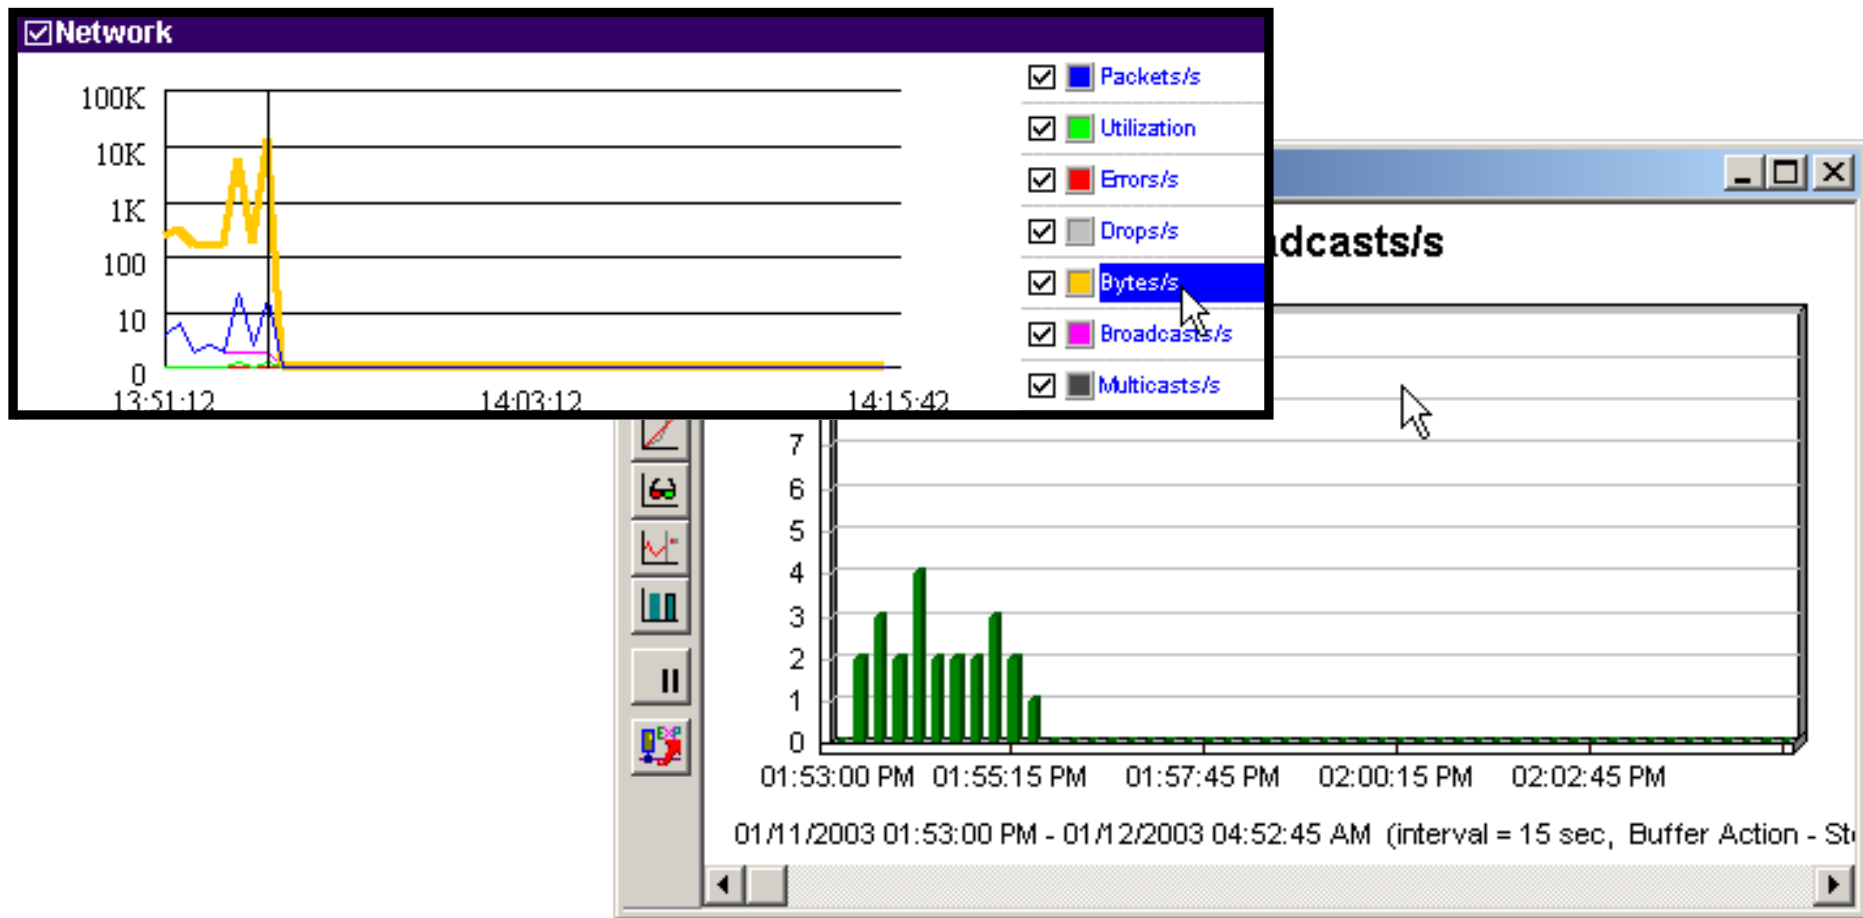 Network
100K
10K
1K
100
10
0
13:51:12 14:03:12 14:15:42
Packets/s
Utilization
Errors/s
Drops/s
Bytes/s
Broadcasts/s
Multicasts/s
dcasts/s
7
6
5
4
3
2
1
0
01:53:00 PM 01:55:15 PM 01:57:45 PM 02:00:15 PM 02:02:45 PM
01/11/2003 01:53:00 PM - 01/12/2003 04:52:45 AM (interval = 15 sec, Buffer Action - St
EXP